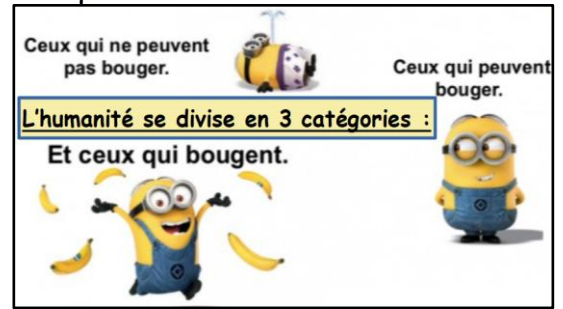 Ceux qui ne peuvent
pas bouger.
Ceux qui peuvent
bouger.
L'humanité se divise en 3 catégories :
Et ceux qui bougent.